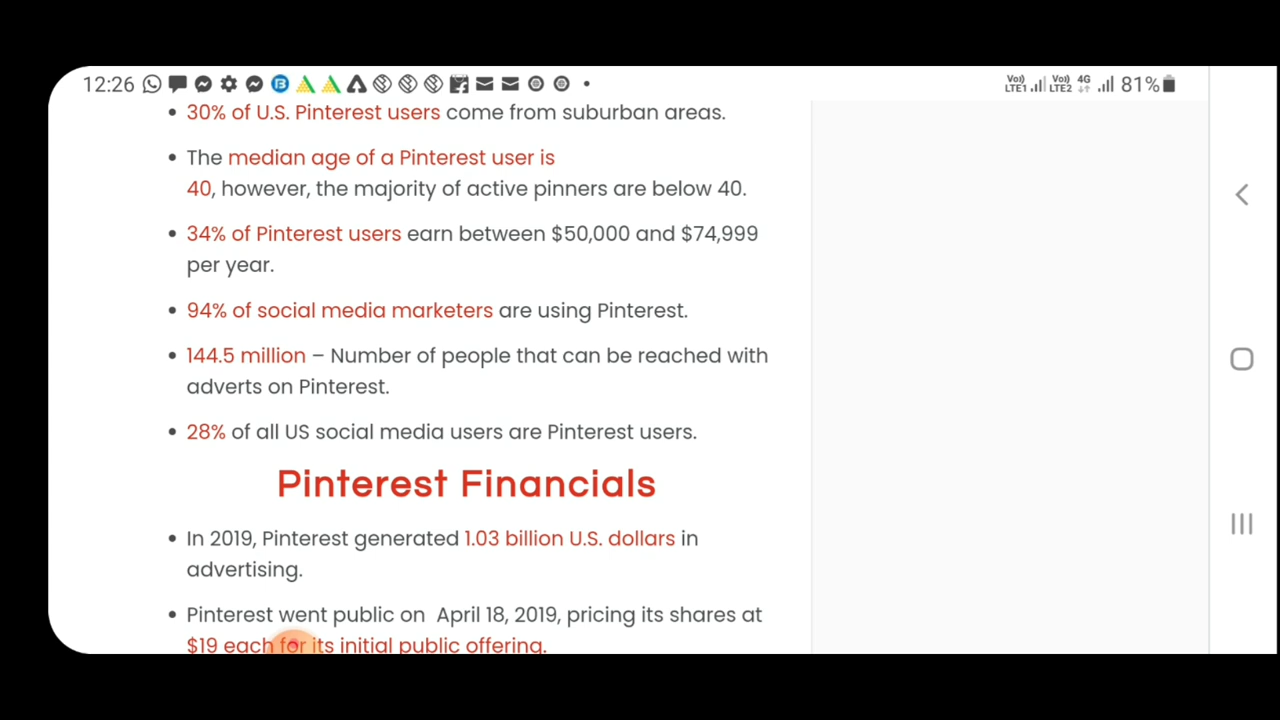 12:26 VoI) LTE1 VoI) LTE2 4G 81%
• 30% of U.S. Pinterest users come from suburban areas.
• The median age of a Pinterest user is
40, however, the majority of active pinners are below 40.
• 34% of Pinterest users earn between $50,000 and $74,999
per year.
• 94% of social media marketers are using Pinterest.
• 144.5 million – Number of people that can be reached with
adverts on Pinterest.
• 28% of all US social media users are Pinterest users.
Pinterest Financials
• In 2019, Pinterest generated 1.03 billion U.S. dollars in
advertising.
• Pinterest went public on April 18, 2019, pricing its shares at
$19 each for its initial public offering.